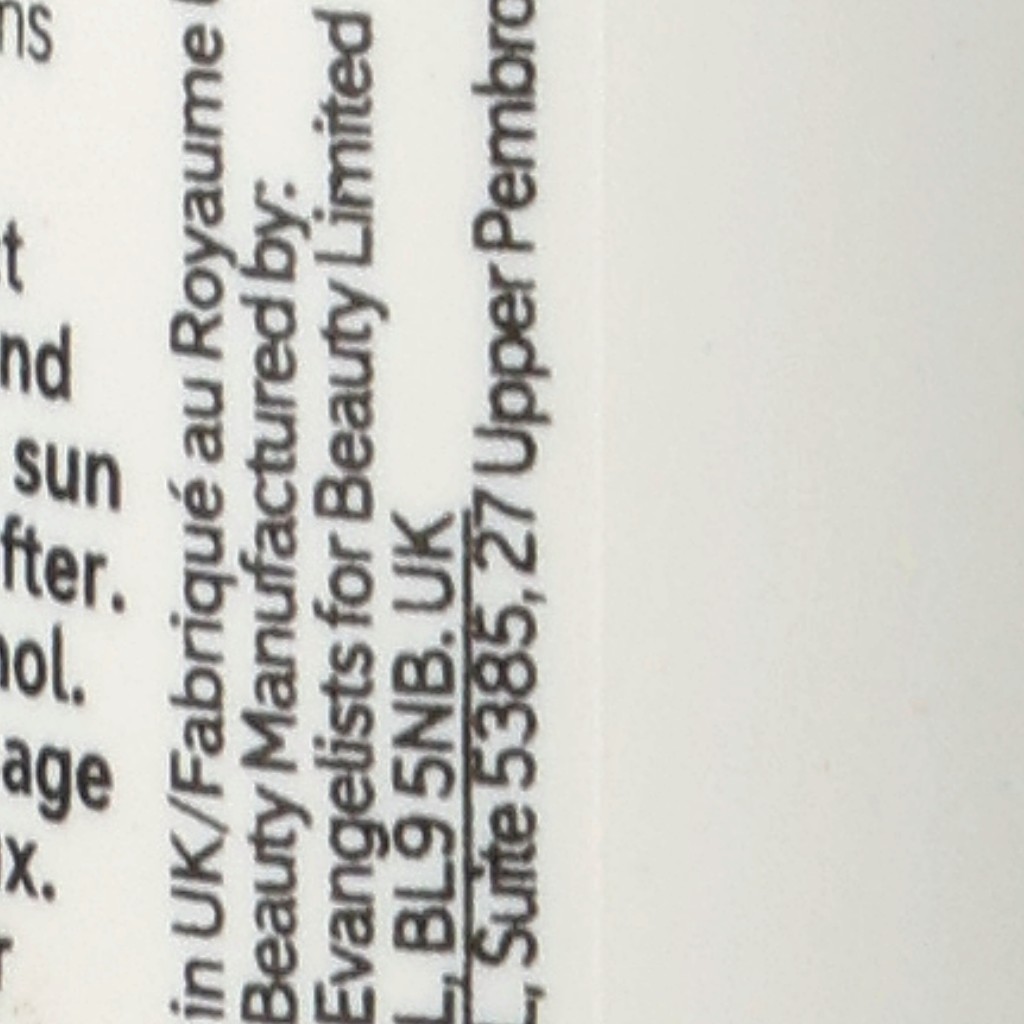 ns
nd
sun
fter.
age
x.
in UK/Fabriqué au Royaume
Beauty Manufactured by:
Evangelists for Beauty Limited
L, BL9 5NB. UK
, Suite 5385, 27 Upper Pembro